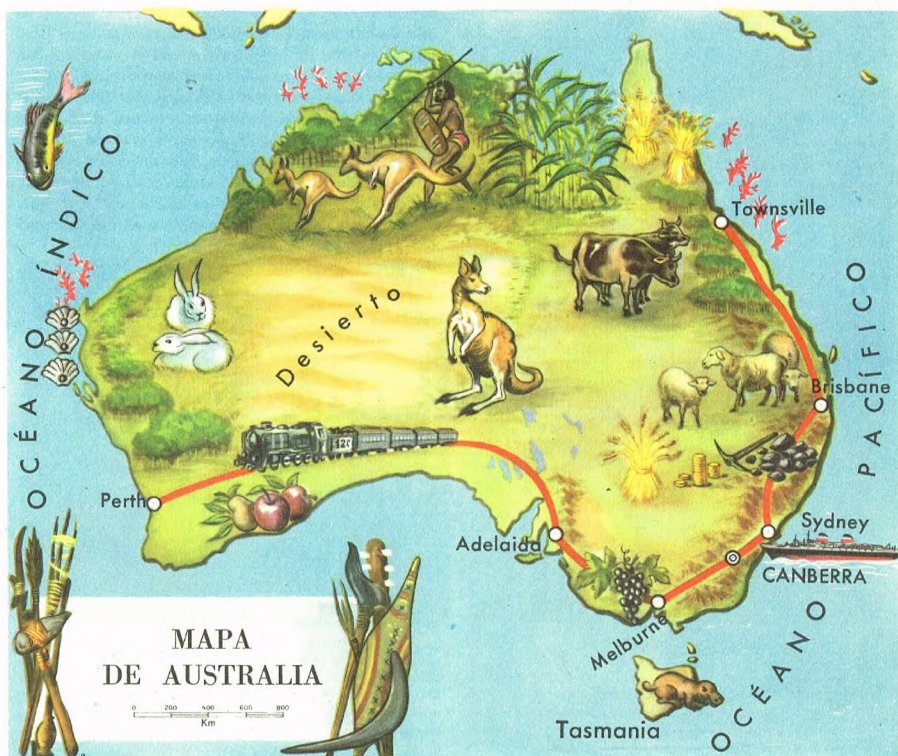 OCÉANO ÍNDICO
Desierto
Townsville
Brisbane
OCÉANO PACÍFICO
120
Perth
Adelaida
Sydney
CANBERRA
Melburne
Tasmania
MAPA
DE AUSTRALIA
0 200 400 600 800
Km